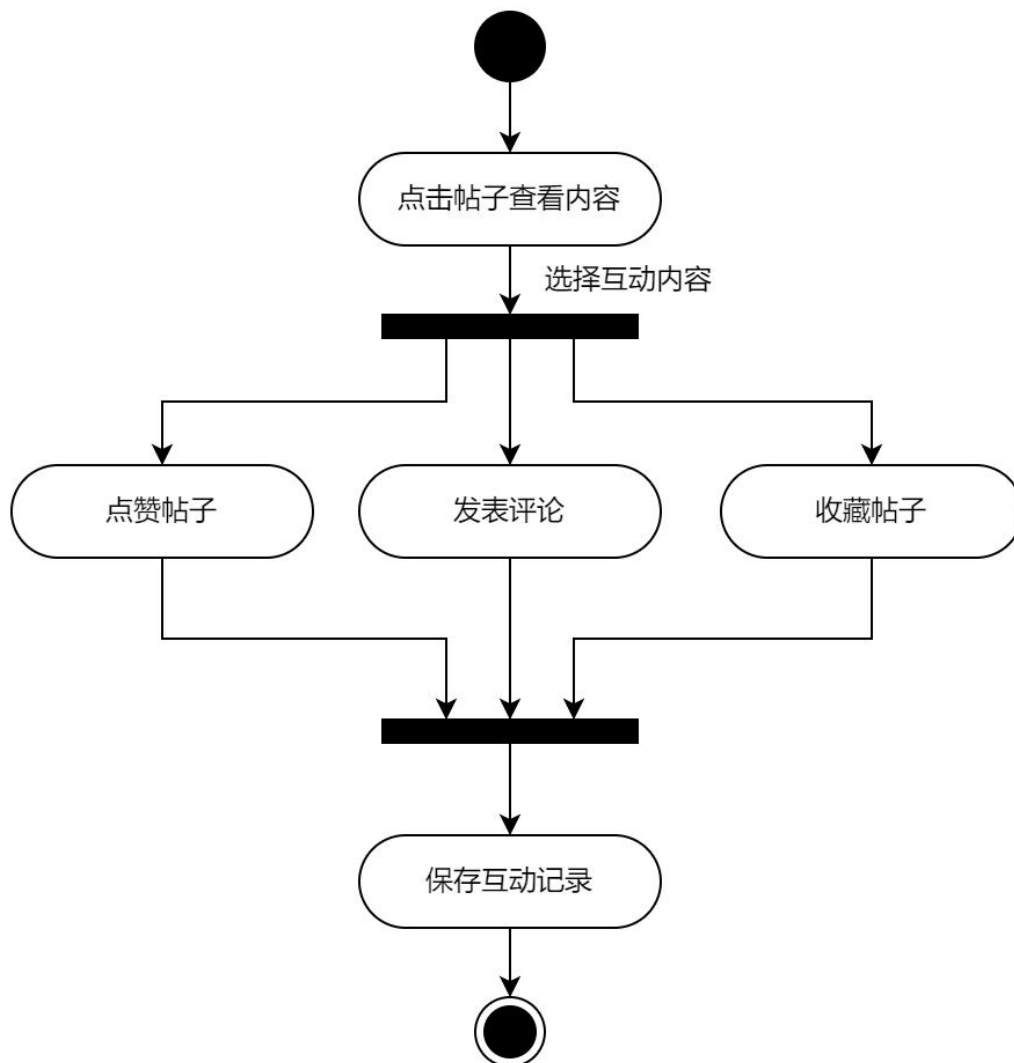 点击帖子查看内容
选择互动内容
点赞帖子
发表评论
收藏帖子
保存互动记录